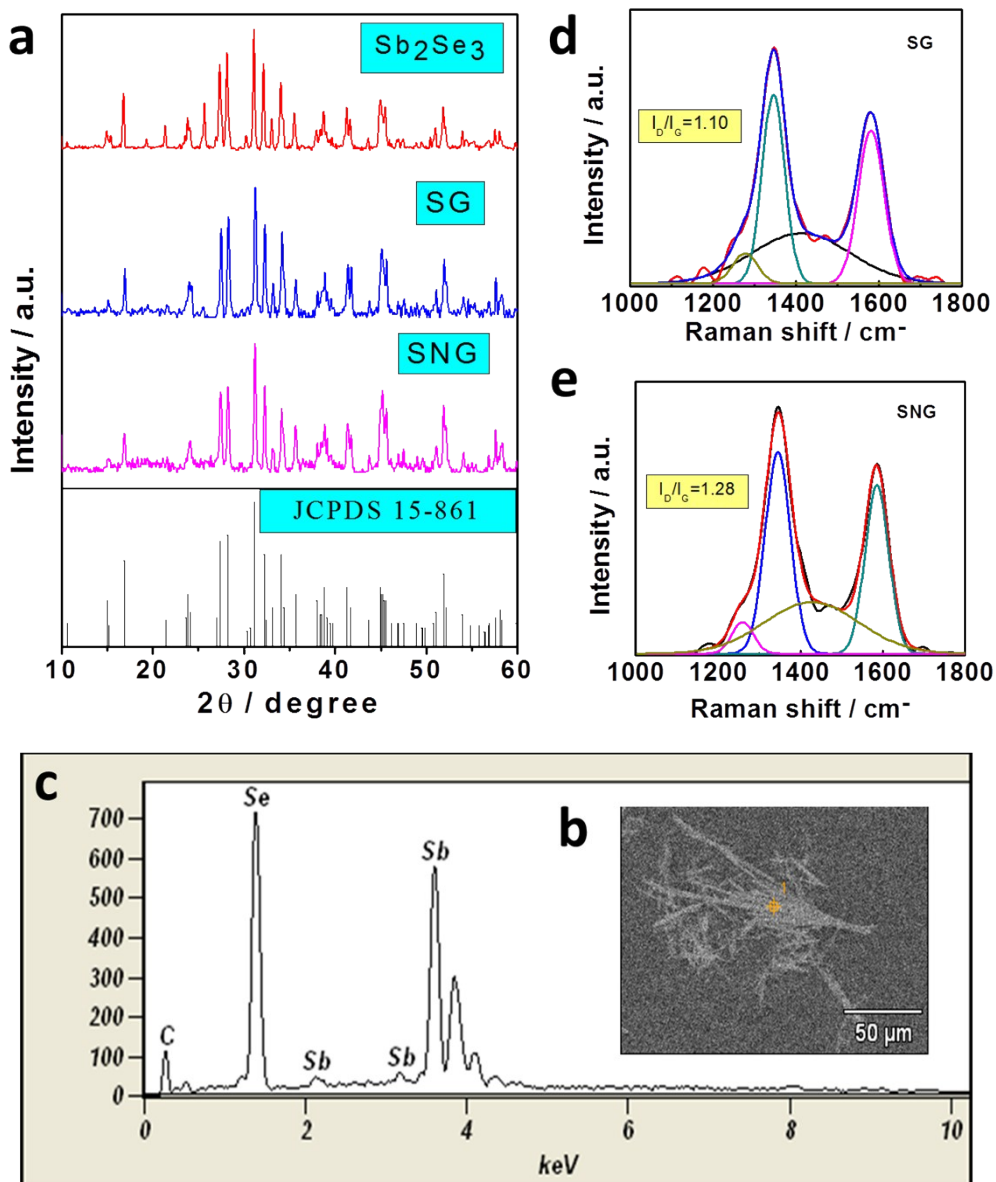 a
Sb2Se3
SG
SNG
JCPDS 15-861
Intensity / a.u.
10 20 30 40 50 60
2θ / degree
d
SG
ID/IG=1.10
Intensity / a.u.
1000 1200 1400 1600 1800
Raman shift / cm-
e
SNG
ID/IG=1.28
Intensity / a.u.
1000 1200 1400 1600 1800
Raman shift / cm-
c
Se
Sb
C
Sb
Sb
700
600
500
400
300
200
100
0
0 2 4 6 8 10
keV
b
1
50 µm